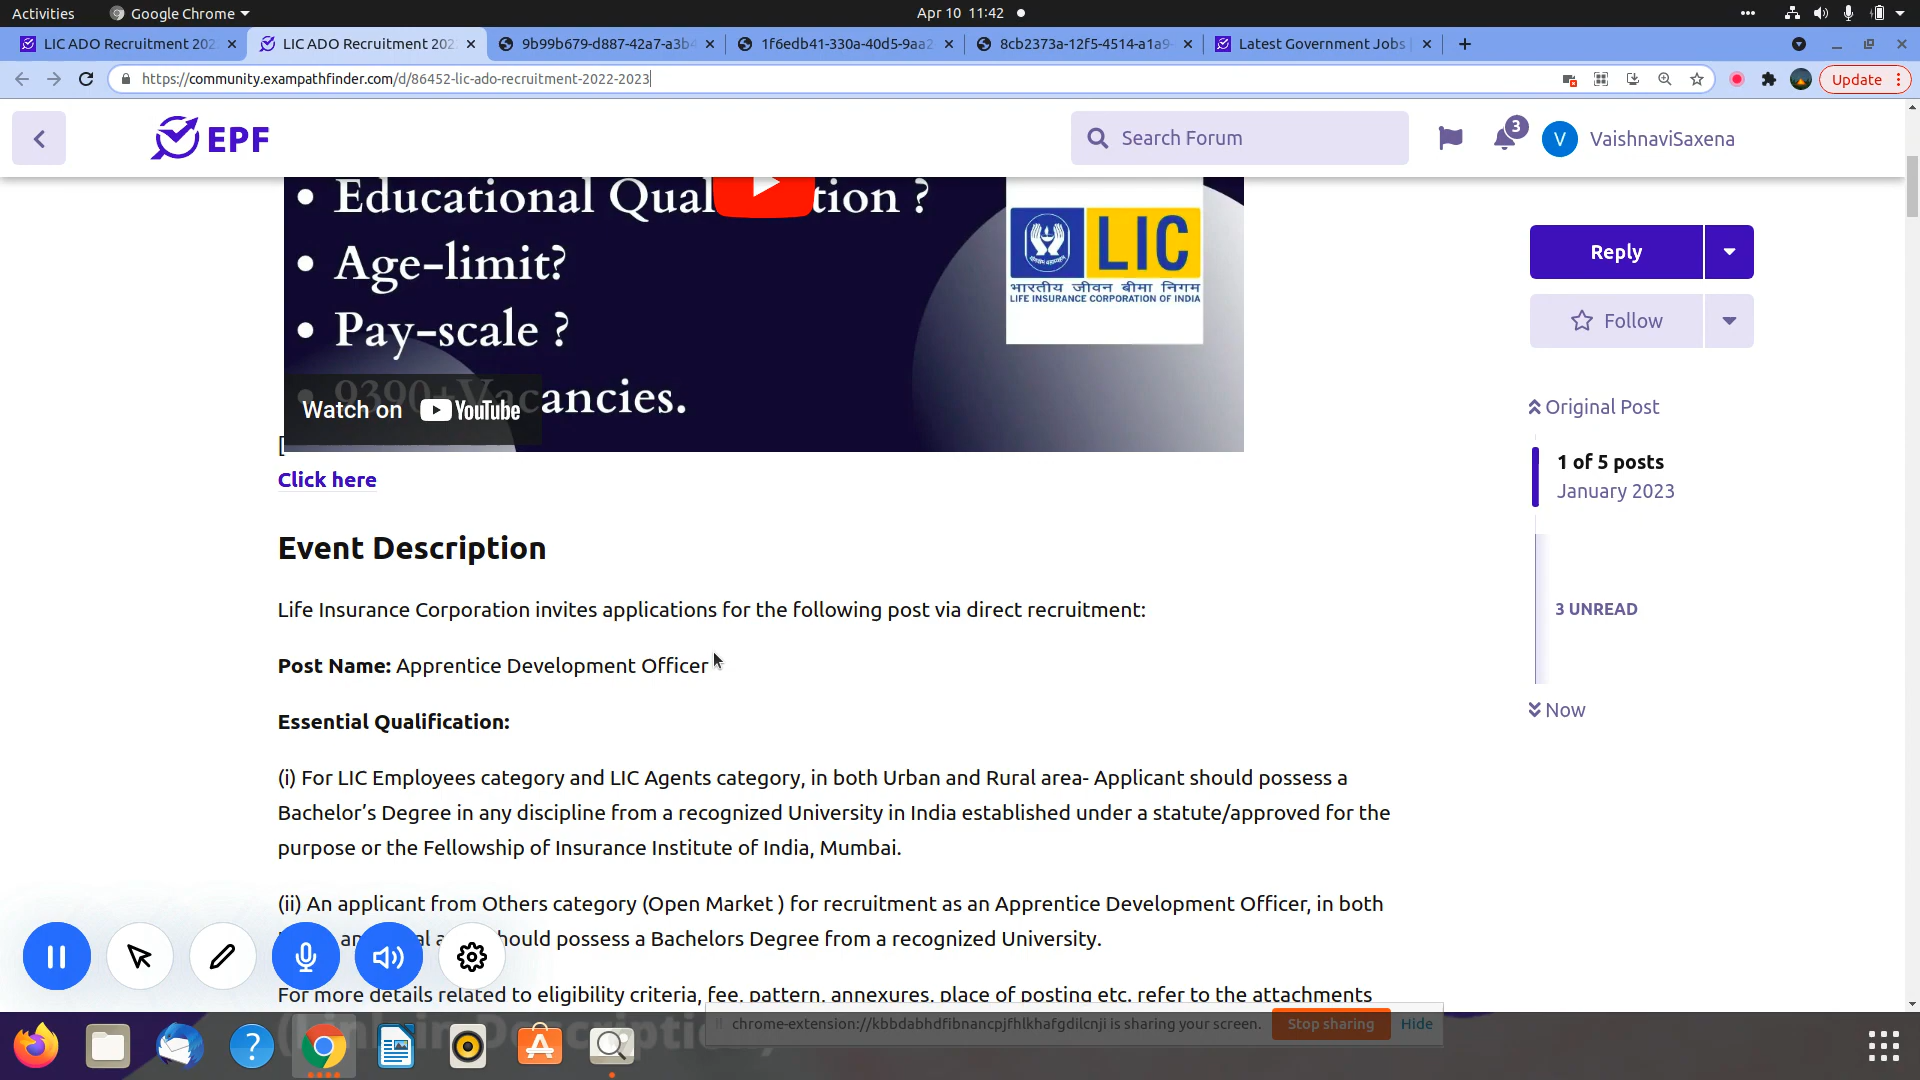 Activities
Google Chrome
Apr 10 11:42
LIC ADO Recruitment 202
LIC ADO Recruitment 202
9b99b679-d887-42a7-a3b4
1f6edb41-330a-40d5-9aa2-
8cb2373a-12f5-4514-a1a9-
Latest Government Jobs
https://community.exampathfinder.com/d/86452-lic-ado-recruitment-2022-2023
Update
EPF
Search Forum
3
V
VaishnaviSaxena
• Educational Qual tion ?
• Age-limit?
• Pay-scale ?
• 9390+Vacancies.
LIC
भारतीय जीवन बीमा निगम
LIFE INSURANCE CORPORATION OF INDIA
Watch on YouTube
[
Click here
Event Description
Life Insurance Corporation invites applications for the following post via direct recruitment:
Post Name: Apprentice Development Officer
Essential Qualification:
(i) For LIC Employees category and LIC Agents category, in both Urban and Rural area- Applicant should possess a
Bachelor’s Degree in any discipline from a recognized University in India established under a statute/approved for the
purpose or the Fellowship of Insurance Institute of India, Mumbai.
(ii) An applicant from Others category (Open Market ) for recruitment as an Apprentice Development Officer, in both
should possess a Bachelors Degree from a recognized University.
For more details related to eligibility criteria, fee, pattern, annexures, place of posting etc. refer to the attachments
Reply
Follow
Original Post
1 of 5 posts
January 2023
3 UNREAD
Now
chrome-extension://kbbdabhdfibnancpjfhlkhafgdilcnji is sharing your screen.
Stop sharing
Hide
(Link in Description)